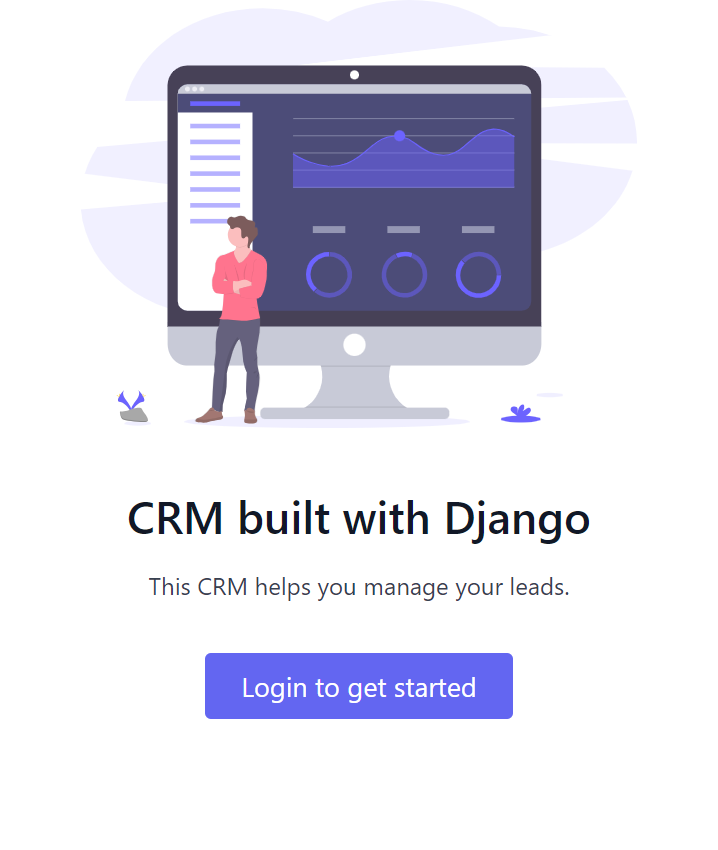 CRM built with Django
This CRM helps you manage your leads.
Login to get started